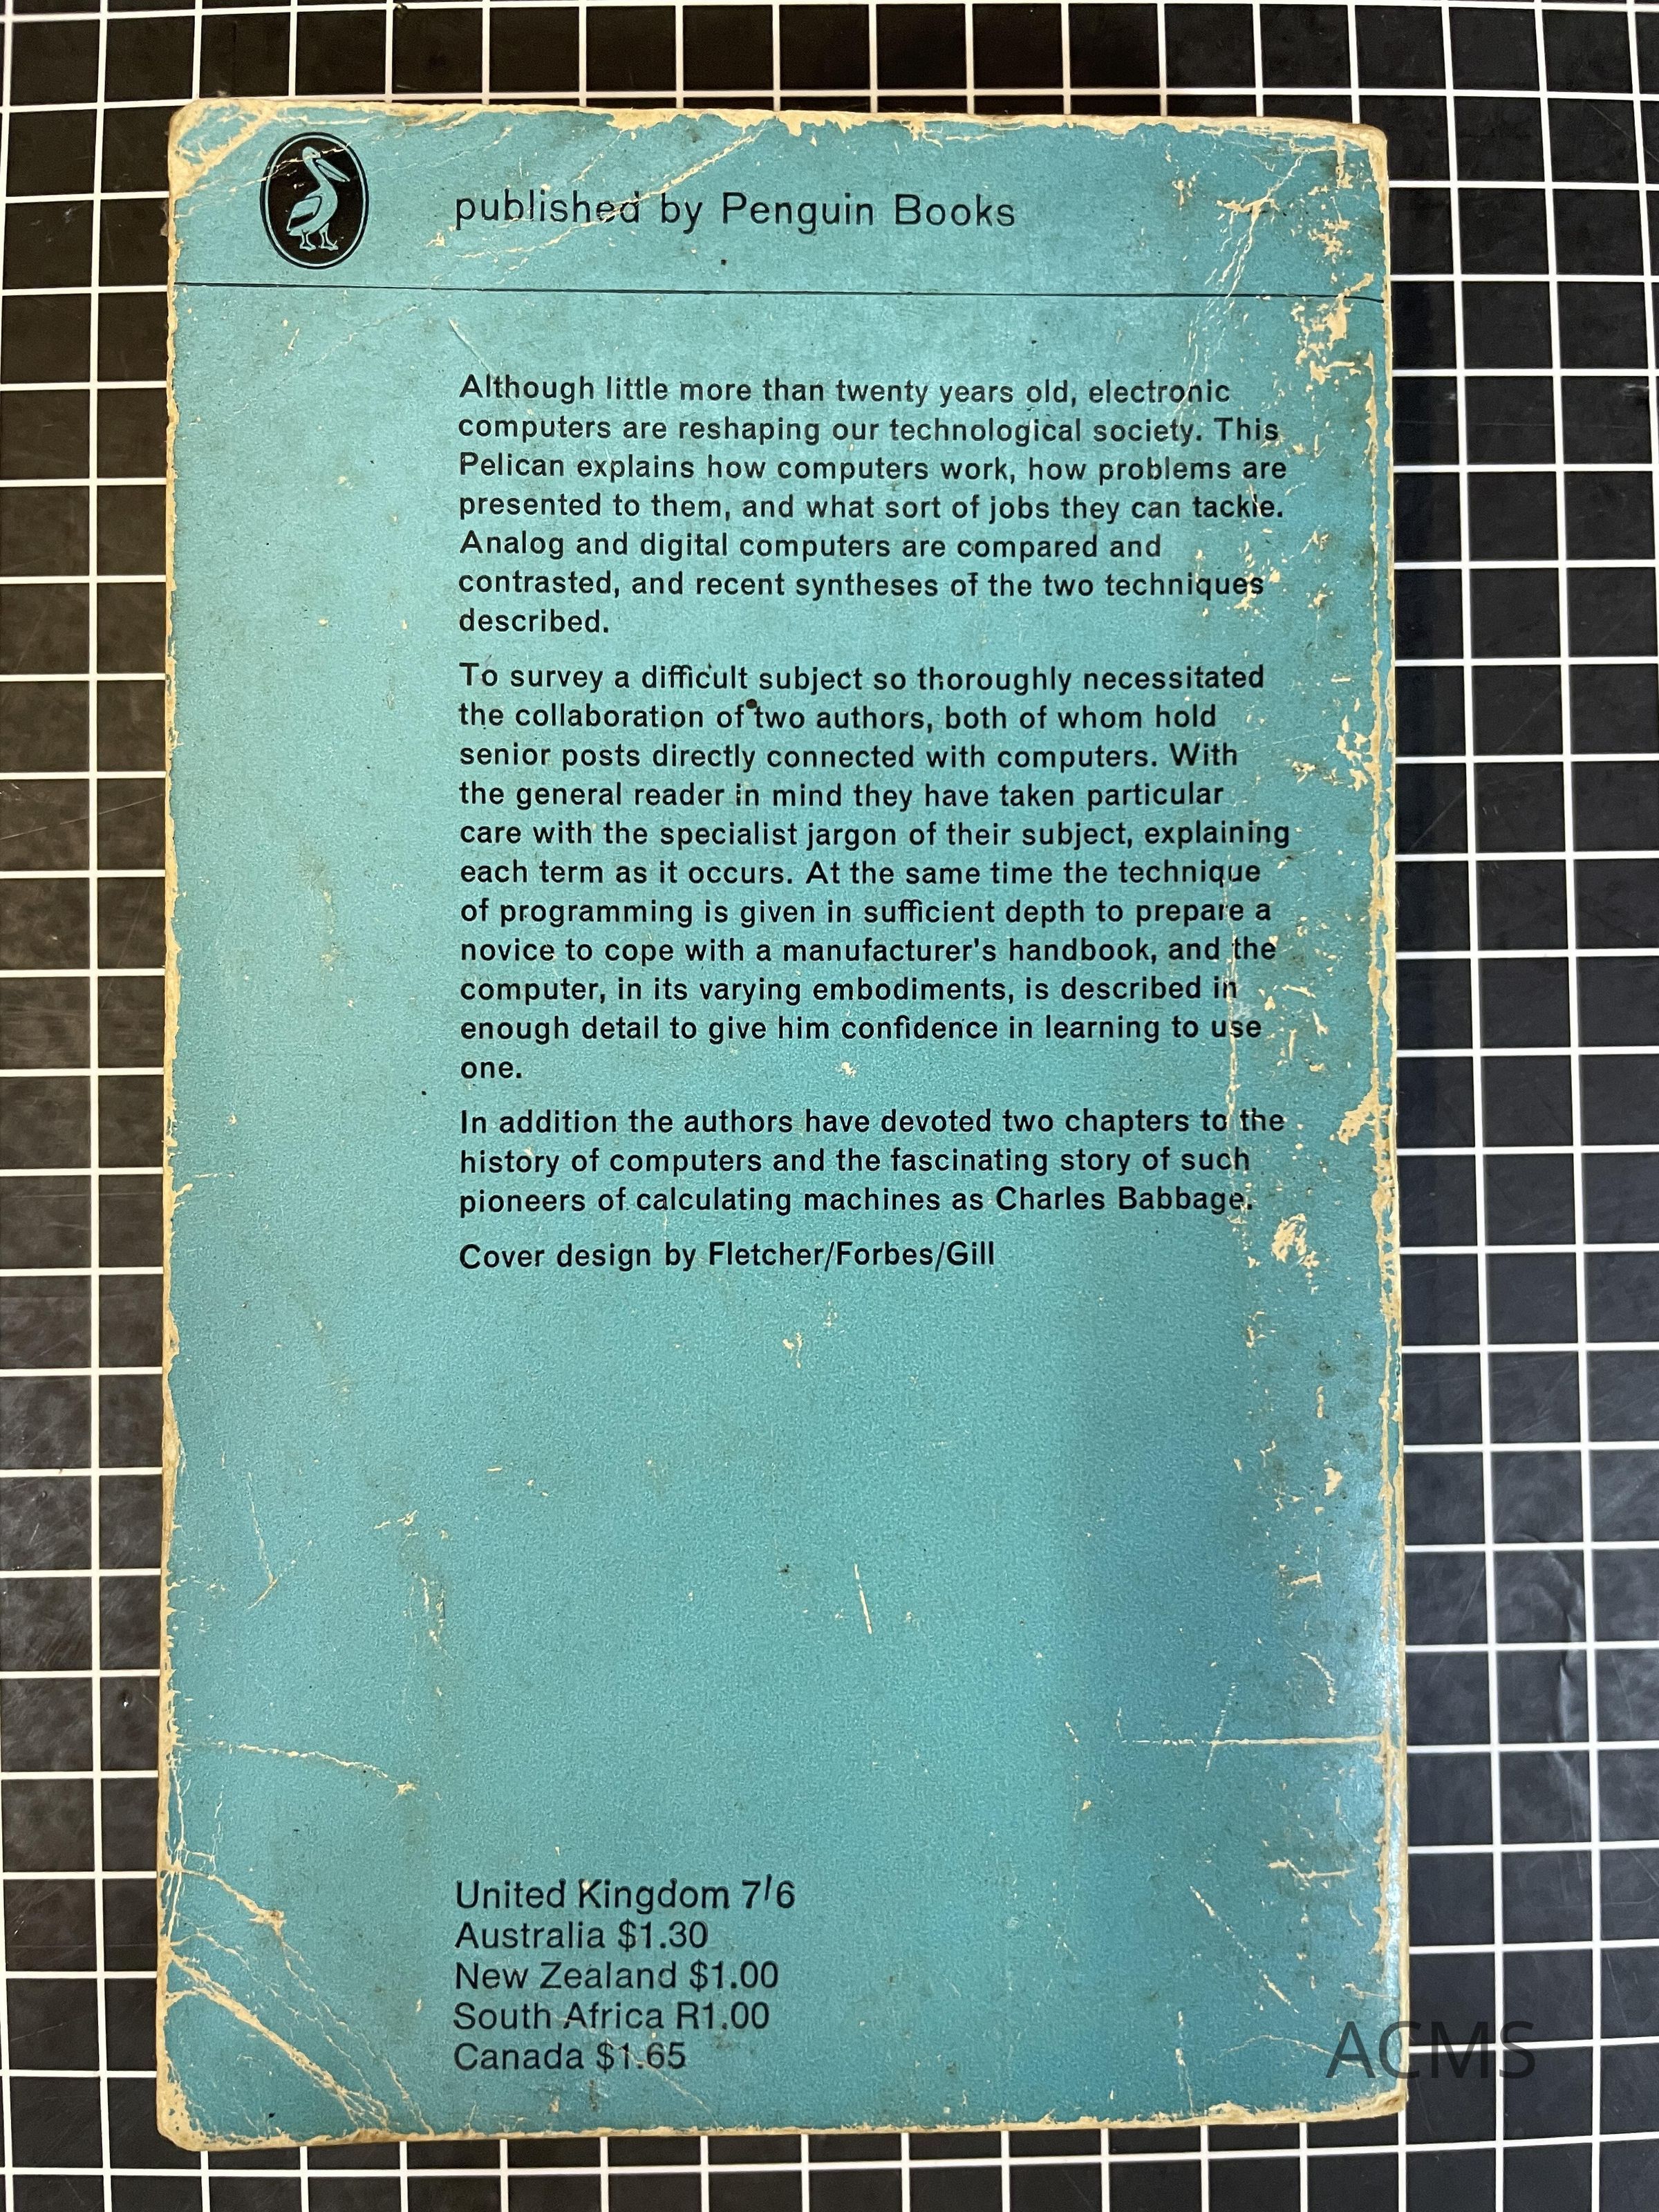 published by Penguin Books
Although little more than twenty years old, electronic
computers are reshaping our technological society. This
Pelican explains how computers work, how problems are
presented to them, and what sort of jobs they can tackle.
Analog and digital computers are compared and
contrasted, and recent syntheses of the two techniques
described.
To survey a difficult subject so thoroughly necessitated
the collaboration of two authors, both of whom hold
senior posts directly connected with computers. With
the general reader in mind they have taken particular
care with the specialist jargon of their subject, explaining
each term as it occurs. At the same time the technique
of programming is given in sufficient depth to prepare a
novice to cope with a manufacturer's handbook, and the
computer, in its varying embodiments, is described in
enough detail to give him confidence in learning to use
one.
In addition the authors have devoted two chapters to the
history of computers and the fascinating story of such
pioneers of calculating machines as Charles Babbage.
Cover design by Fletcher/Forbes/Gill
United Kingdom 7/6
Australia $1.30
New Zealand $1.00
South Africa R1.00
Canada $1.65
ACMS